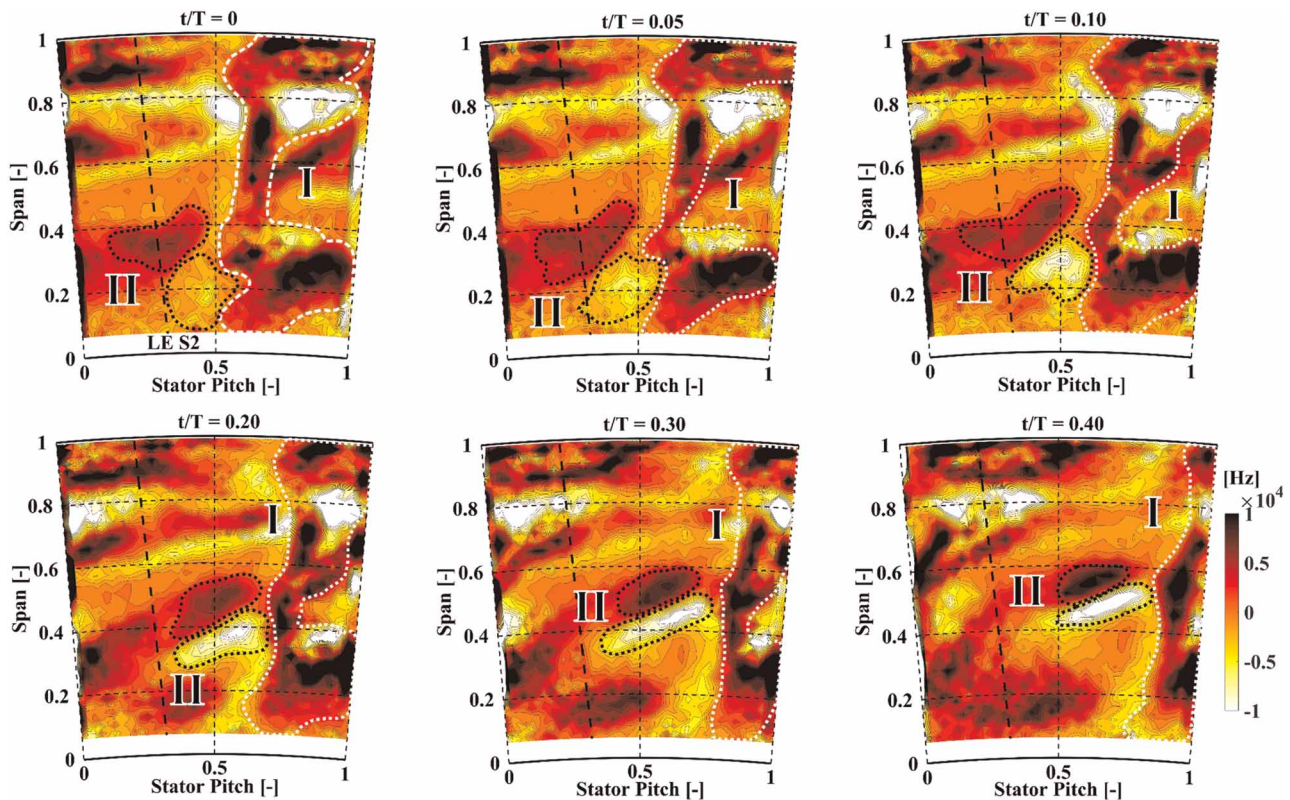 t/T = 0
t/T = 0.05
t/T = 0.10
1
0.8
0.6
0.4
0.2
0
Span [-]
I
II
LE S2
0
0.5
1
Stator Pitch [-]
1
0.8
0.6
0.4
0.2
0
Span [-]
I
II
0
0.5
1
Stator Pitch [-]
1
0.8
0.6
0.4
0.2
0
Span [-]
I
II
0
0.5
1
Stator Pitch [-]
t/T = 0.20
t/T = 0.30
t/T = 0.40
1
0.8
0.6
0.4
0.2
0
Span [-]
I
II
0
0.5
1
Stator Pitch [-]
1
0.8
0.6
0.4
0.2
0
Span [-]
I
II
0
0.5
1
Stator Pitch [-]
1
0.8
0.6
0.4
0.2
0
Span [-]
I
II
0
0.5
1
Stator Pitch [-]
[Hz]
×10⁴
1
0.5
0
-0.5
-1